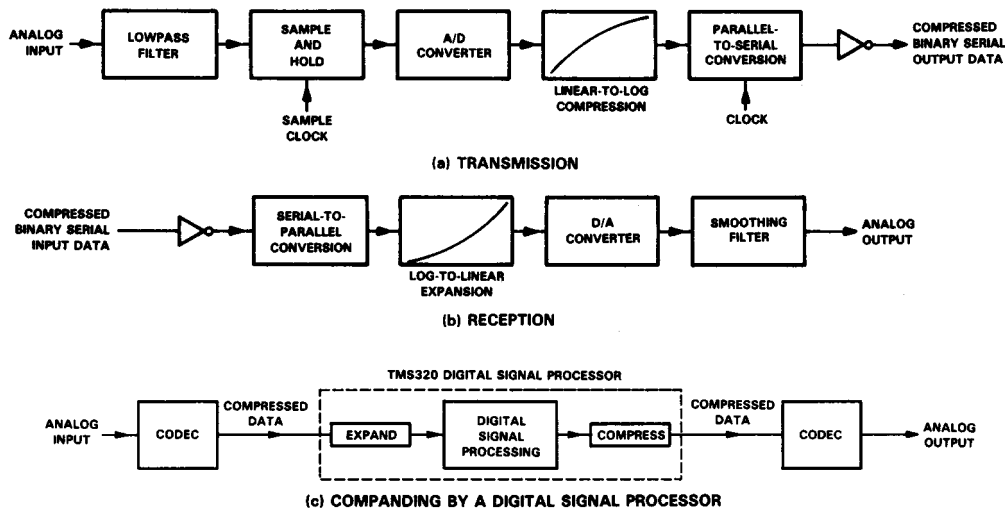 ANALOG
INPUT
LOWPASS
FILTER
SAMPLE
AND
HOLD
A/D
CONVERTER
LINEAR-TO-LOG
COMPRESSION
PARALLEL-
TO-SERIAL
CONVERSION
COMPRESSED
BINARY SERIAL
OUTPUT DATA
SAMPLE
CLOCK
CLOCK
(a) TRANSMISSION
COMPRESSED
BINARY SERIAL
INPUT DATA
SERIAL-TO-
PARALLEL
CONVERSION
LOG-TO-LINEAR
EXPANSION
D/A
CONVERTER
SMOOTHING
FILTER
ANALOG
OUTPUT
(b) RECEPTION
TMS320 DIGITAL SIGNAL PROCESSOR
ANALOG
INPUT
CODEC
COMPRESSED
DATA
EXPAND
DIGITAL
SIGNAL
PROCESSING
COMPRESS
COMPRESSED
DATA
CODEC
ANALOG
OUTPUT
(c) COMPANDING BY A DIGITAL SIGNAL PROCESSOR